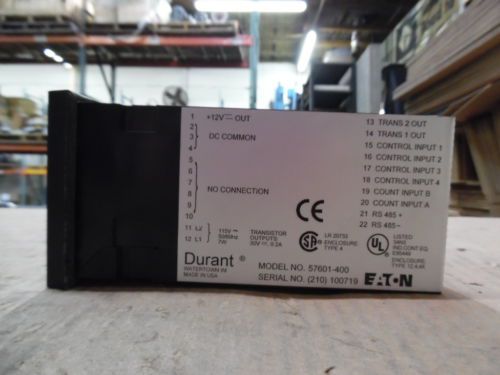 1 +12V⎓ OUT
2
3 DC COMMON
4
5
6
7
8 NO CONNECTION
9
10
11 L2 115V~
50/60Hz
12 L1 7W
TRANSISTOR
OUTPUTS
30V⎓, 0.2A
13 TRANS 2 OUT
14 TRANS 1 OUT
15 CONTROL INPUT 1
16 CONTROL INPUT 2
17 CONTROL INPUT 3
18 CONTROL INPUT 4
19 COUNT INPUT B
20 COUNT INPUT A
21 RS 485 +
22 RS 485 –
CE
SA
LR 20753
ENCLOSURE
TYPE 4
UL
LISTED
IND.CONT.EQ.
ENCLOSURE
TYPE 12,4,4X
Durant®
WATERTOWN WI
MADE IN USA
MODEL NO. 57601-400
SERIAL NO. (210) 100719
EATON